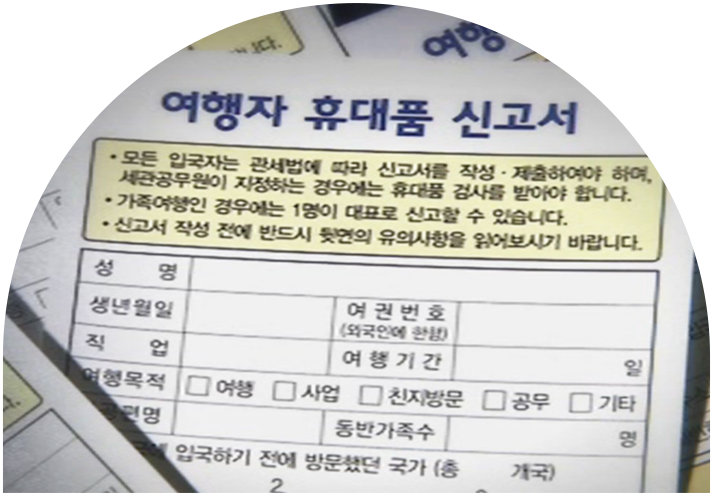 여행
니다.
여행자 휴대품 신고서
• 모든 입국자는 관세법에 따라 신고서를 작성 · 제출하여야 하며,
세관공무원이 지정하는 경우에는 휴대품 검사를 받아야 합니다.
• 가족여행인 경우에는 1명이 대표로 신고할 수 있습니다.
• 신고서 작성 전에 반드시 뒷면의 유의사항을 읽어보시기 바랍니다.
성 명
생년월일 여 권 번 호
(외국인에 한함)
직 업 여 행 기 간 일
여행목적 □ 여행 □ 사업 □ 친지방문 □ 공무 □ 기타
동반가족수 명
입국하기 전에 방문했던 국가 (총 개국)
2